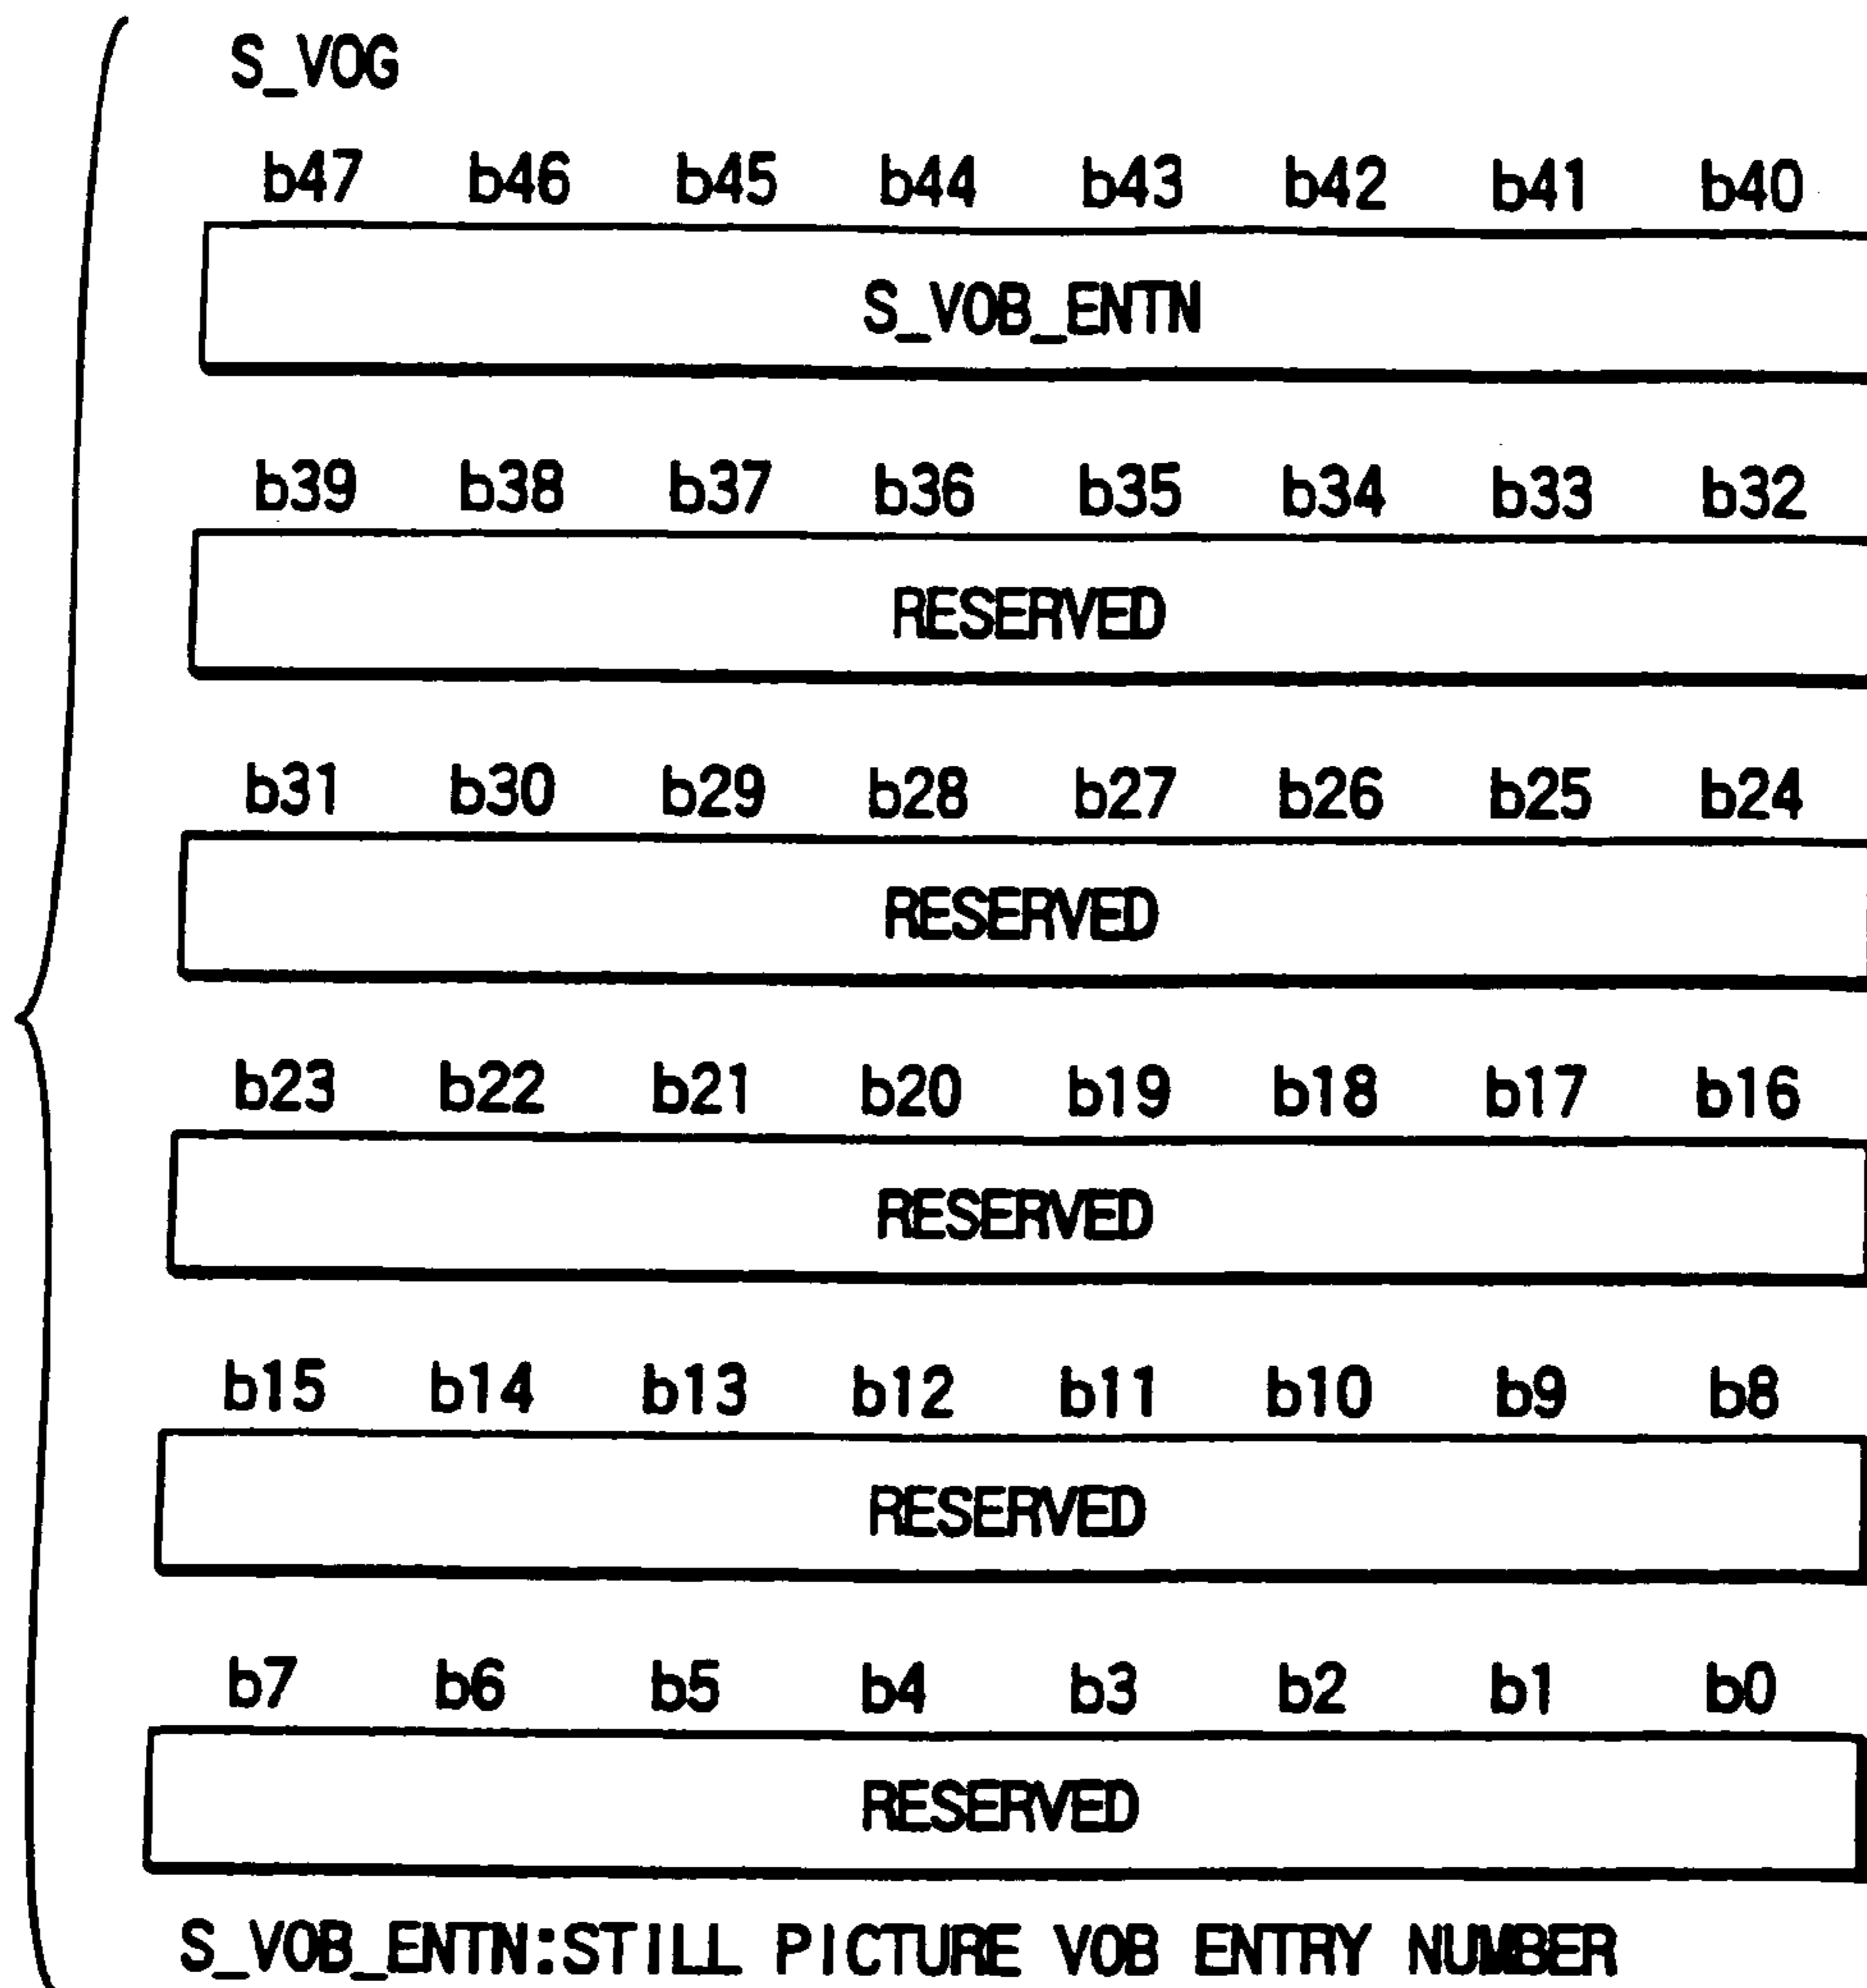 S_VOG
b47 b46 b45 b44 b43 b42 b41 b40
S_VOB_ENTN
b39 b38 b37 b36 b35 b34 b33 b32
RESERVED
b31 b30 b29 b28 b27 b26 b25 b24
RESERVED
b23 b22 b21 b20 b19 b18 b17 b16
RESERVED
b15 b14 b13 b12 b11 b10 b9 b8
RESERVED
b7 b6 b5 b4 b3 b2 b1 b0
RESERVED
S_VOB_ENTN:STILL PICTURE VOB ENTRY NUMBER